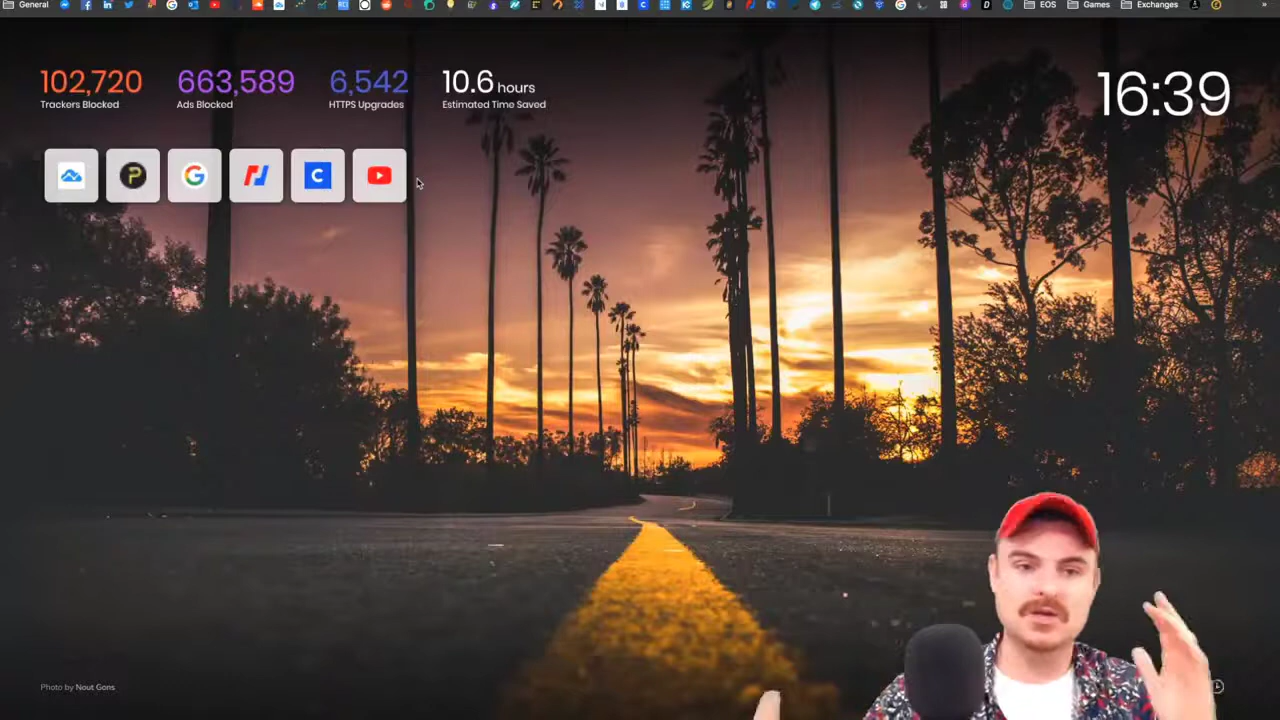 General
EOS
Games
Exchanges
»
102,720
Trackers Blocked
663,589
Ads Blocked
6,542
HTTPS Upgrades
10.6 hours
Estimated Time Saved
16:39
P
G
C
Photo by Nout Gons